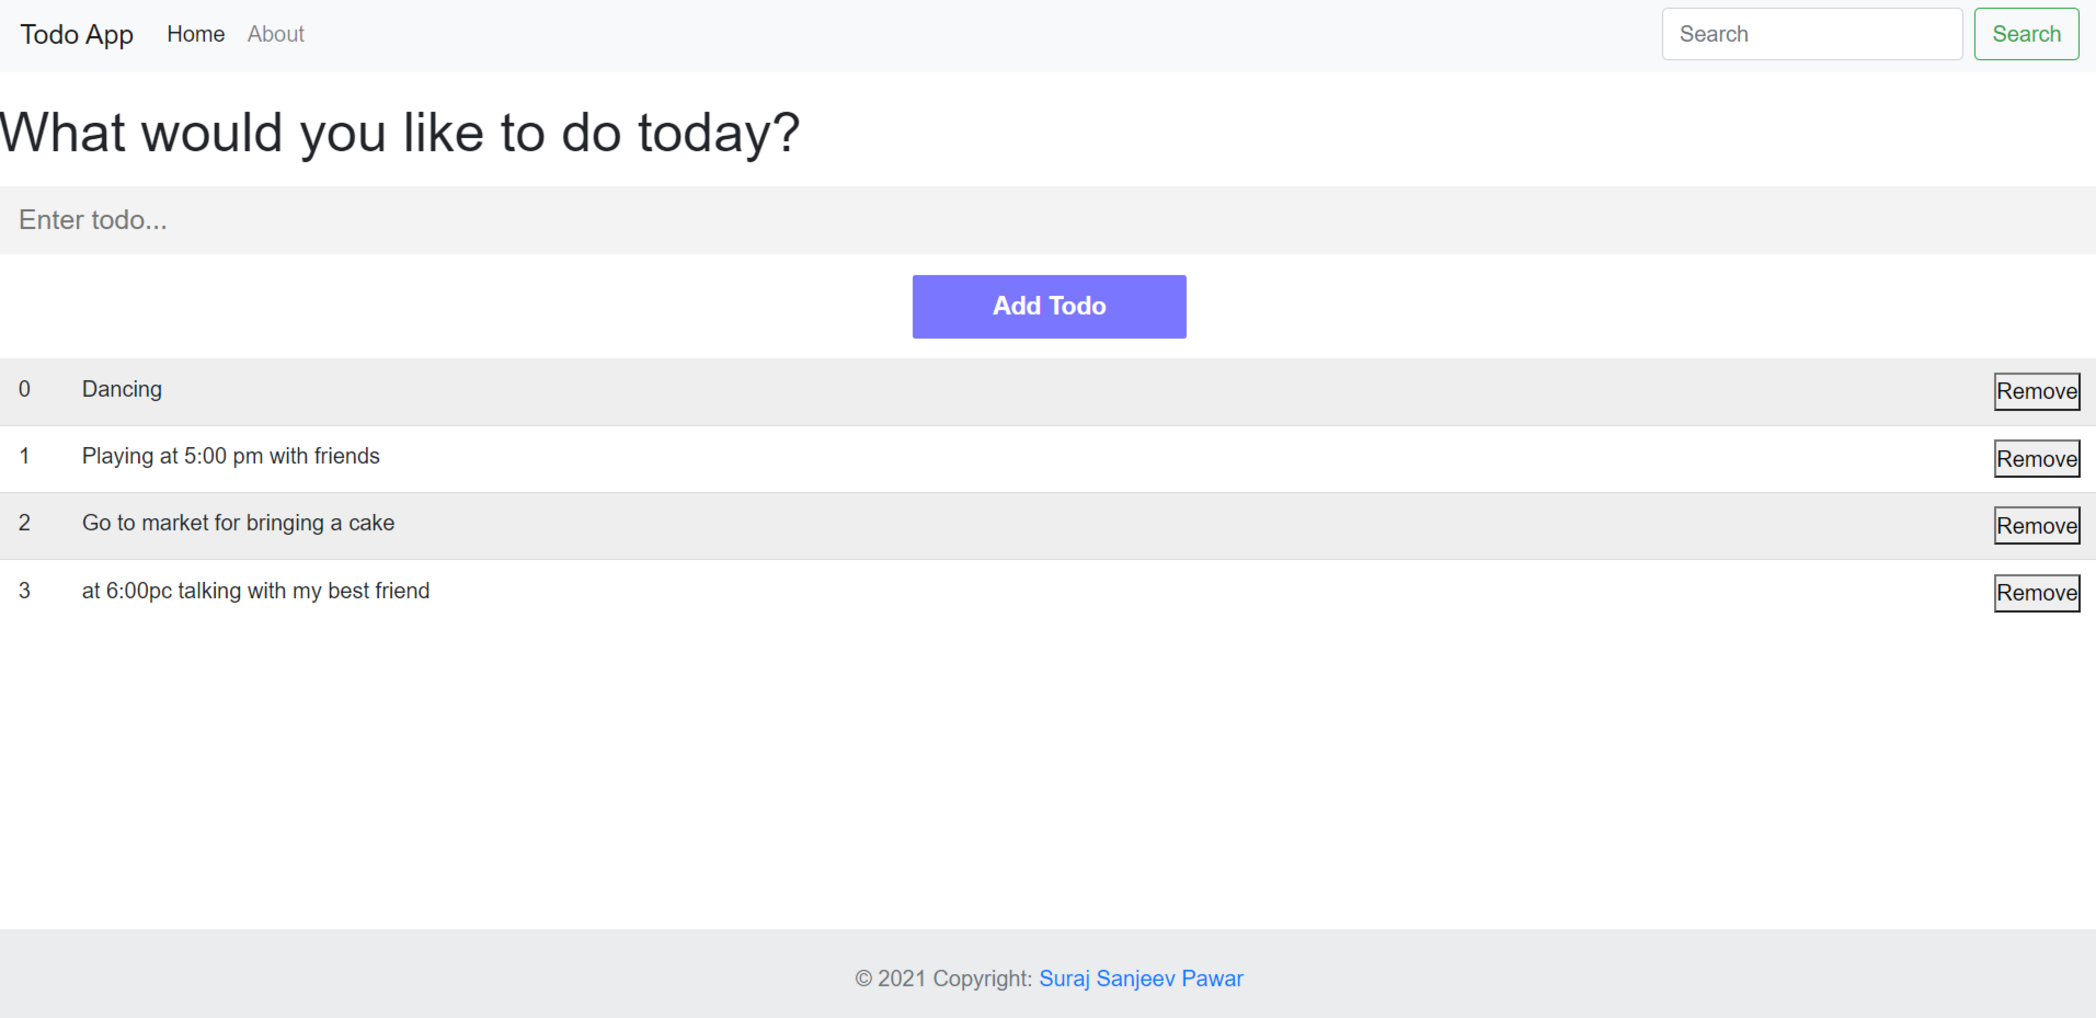 Todo App Home About Search Search
What would you like to do today?
Enter todo...
Add Todo
0 Dancing Remove
1 Playing at 5:00 pm with friends Remove
2 Go to market for bringing a cake Remove
3 at 6:00pc talking with my best friend Remove
© 2021 Copyright: Suraj Sanjeev Pawar